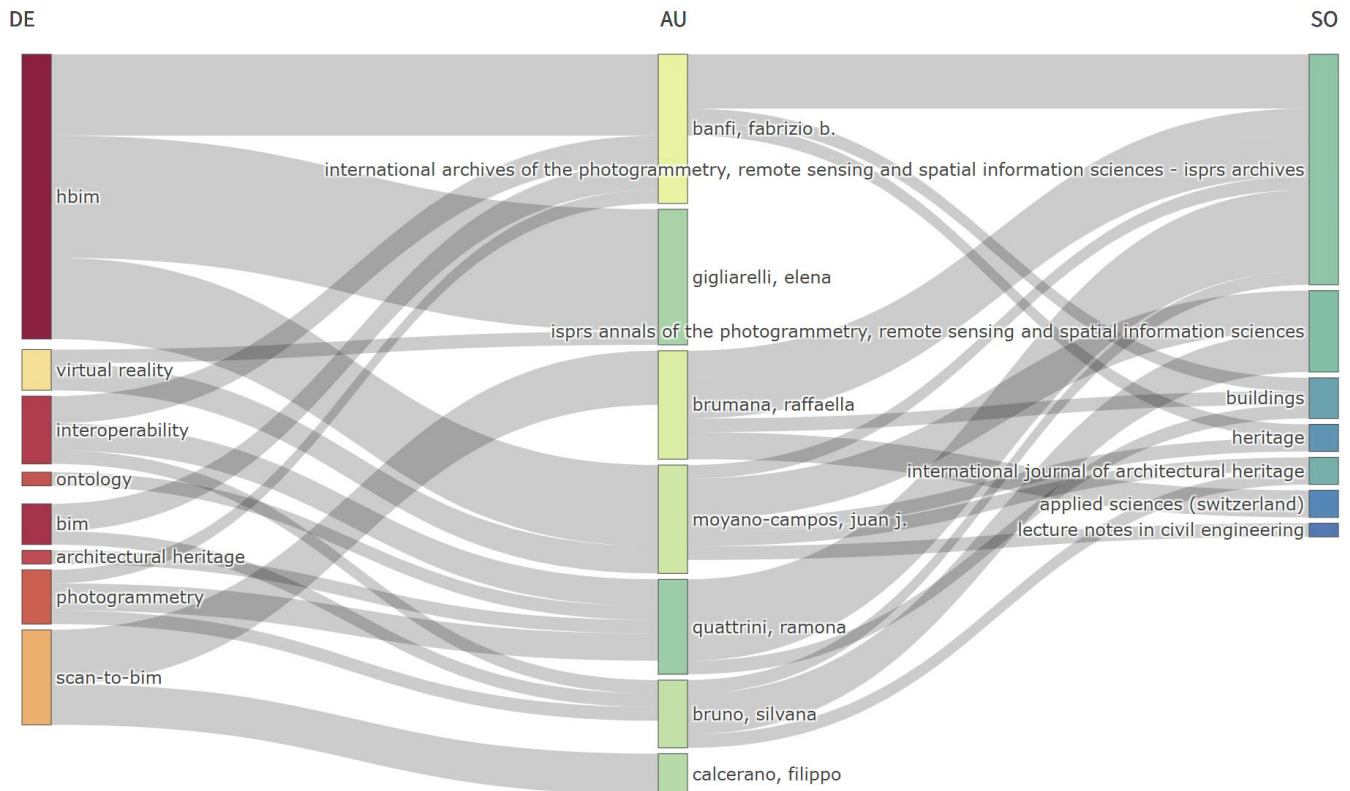 DE
AU
SO
hbim
virtual reality
interoperability
ontology
bim
architectural heritage
photogrammetry
scan-to-bim
banfi, fabrizio b.
gigliarelli, elena
brumana, raffaella
moyano-campos, juan j.
quattrini, ramona
bruno, silvana
calcerano, filippo
international archives of the photogrammetry, remote sensing and spatial information sciences - isprs archives
isprs annals of the photogrammetry, remote sensing and spatial information sciences
buildings
heritage
international journal of architectural heritage
applied sciences (switzerland)
lecture notes in civil engineering